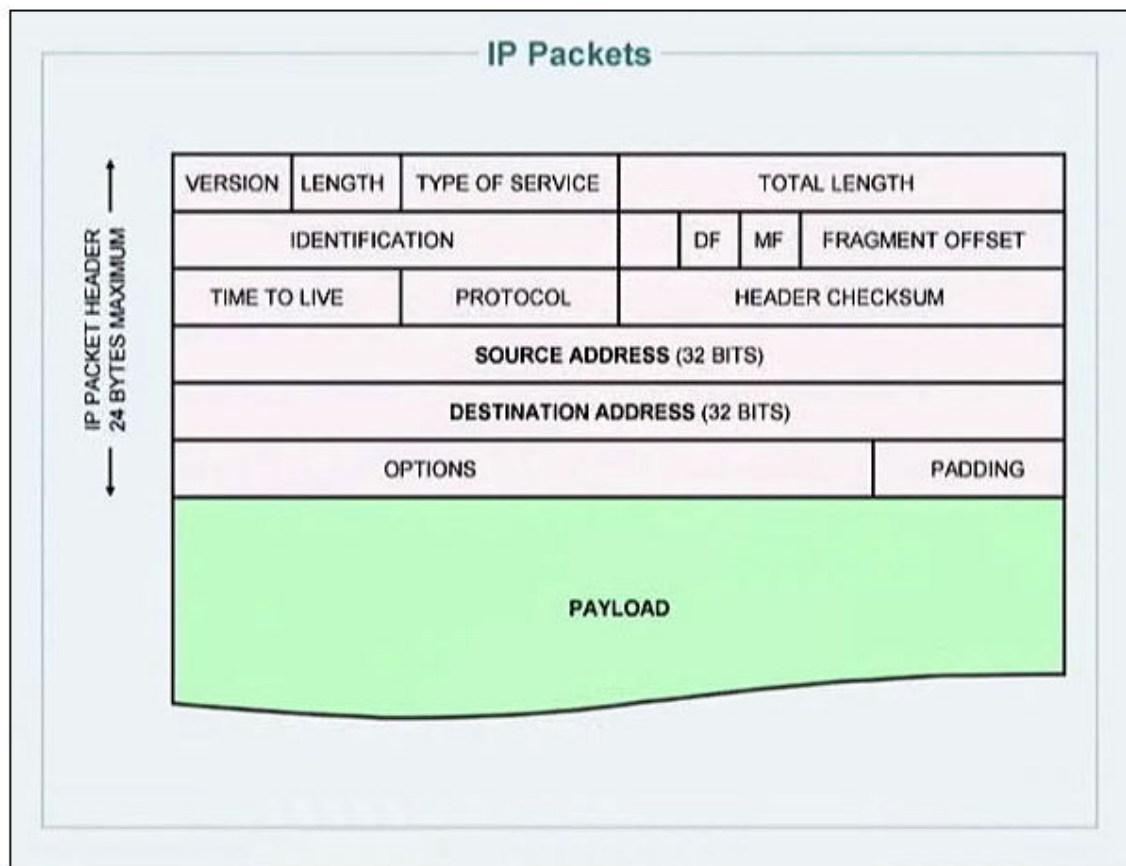 IP Packets
IP PACKET HEADER
24 BYTES MAXIMUM
VERSION LENGTH TYPE OF SERVICE TOTAL LENGTH
IDENTIFICATION DF MF FRAGMENT OFFSET
TIME TO LIVE PROTOCOL HEADER CHECKSUM
SOURCE ADDRESS (32 BITS)
DESTINATION ADDRESS (32 BITS)
OPTIONS PADDING
PAYLOAD